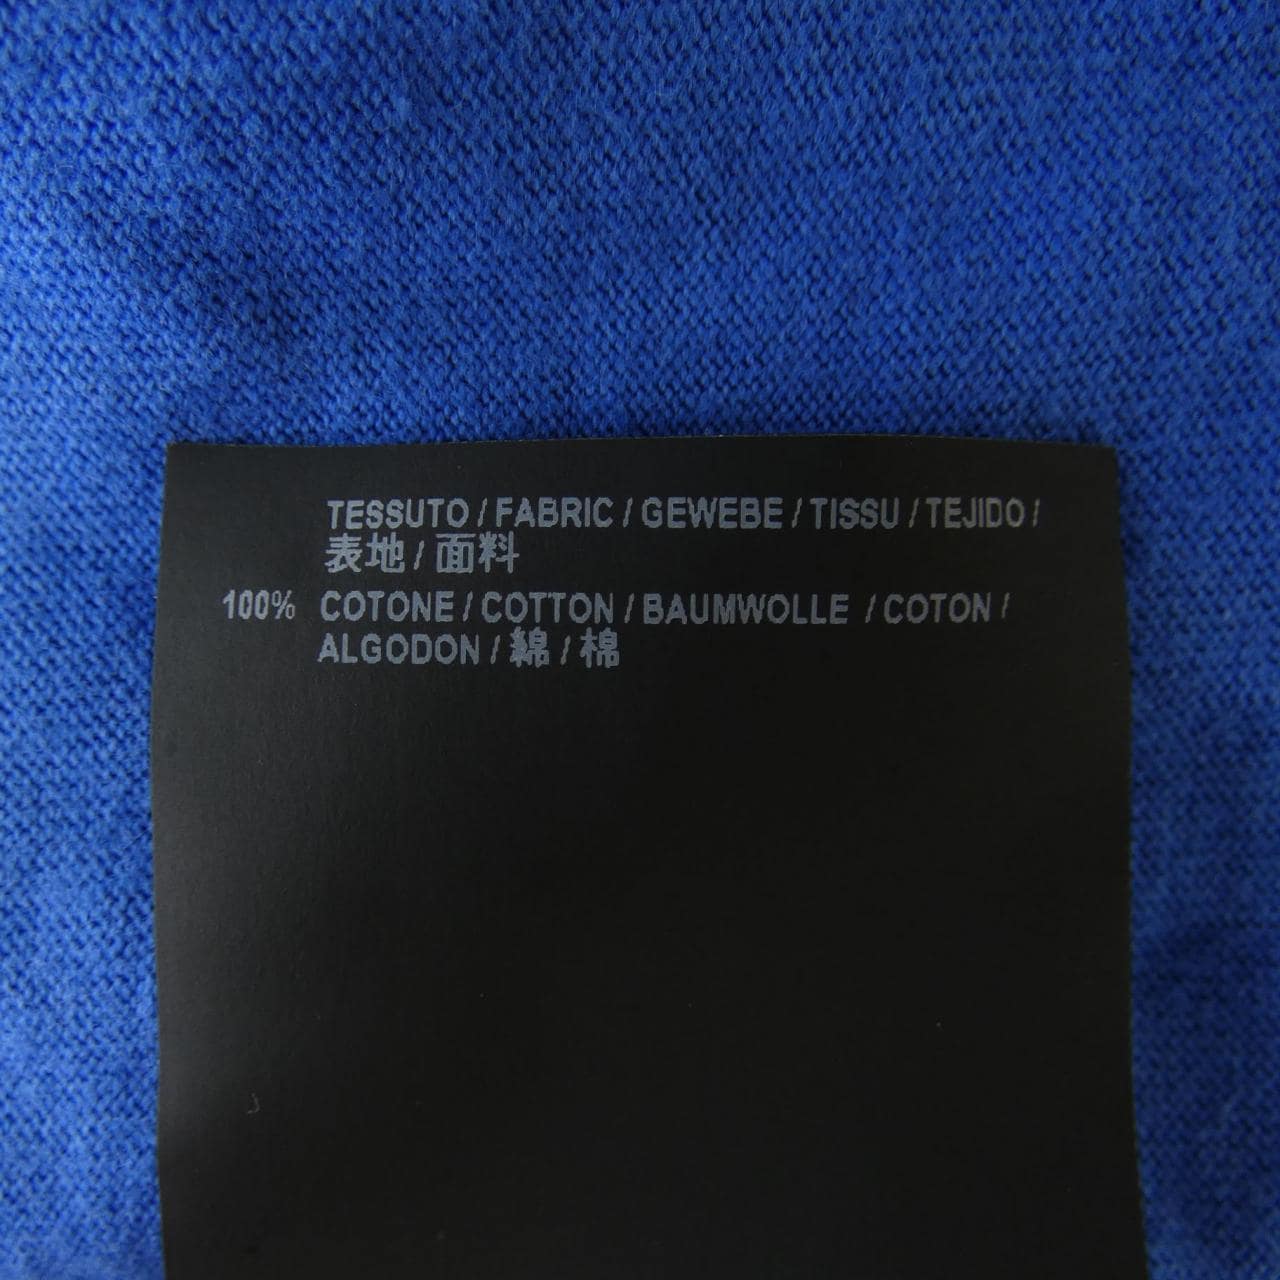 TESSUTO / FABRIC / GEWEBE / TISSU / TEJIDO /
表地 / 面料
100% COTONE / COTTON / BAUMWOLLE / COTON /
ALGODON / 綿 / 棉